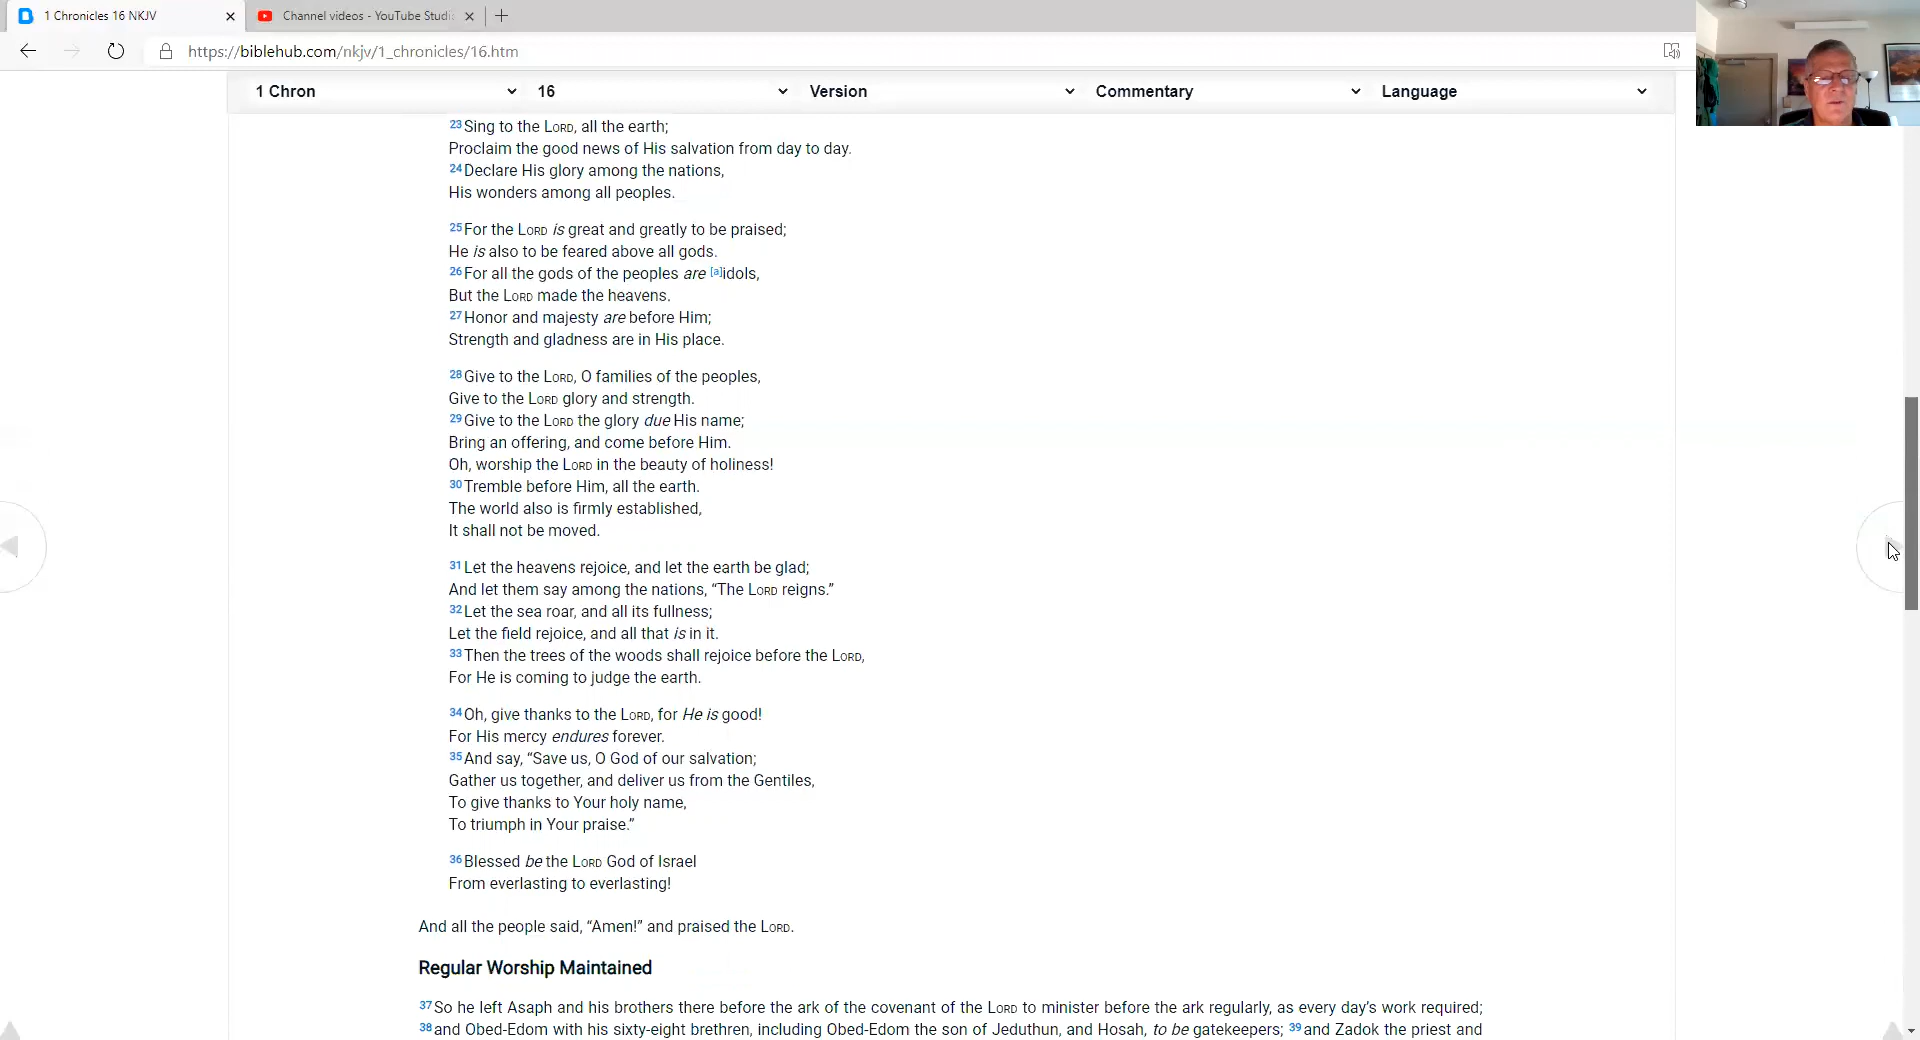 1 Chronicles 16 NKJV
Channel videos - YouTube Studi
https://biblehub.com/nkjv/1_chronicles/16.htm
1 Chron 16 Version Commentary Language
23 Sing to the LORD, all the earth;
Proclaim the good news of His salvation from day to day.
24 Declare His glory among the nations,
His wonders among all peoples.
25 For the LORD is great and greatly to be praised;
He is also to be feared above all gods.
26 For all the gods of the peoples are [a]idols,
But the LORD made the heavens.
27 Honor and majesty are before Him;
Strength and gladness are in His place.
28 Give to the LORD, O families of the peoples,
Give to the LORD glory and strength.
29 Give to the LORD the glory due His name;
Bring an offering, and come before Him.
Oh, worship the LORD in the beauty of holiness!
30 Tremble before Him, all the earth.
The world also is firmly established,
It shall not be moved.
31 Let the heavens rejoice, and let the earth be glad;
And let them say among the nations, “The LORD reigns.”
32 Let the sea roar, and all its fullness;
Let the field rejoice, and all that is in it.
33 Then the trees of the woods shall rejoice before the LORD,
For He is coming to judge the earth.
34 Oh, give thanks to the LORD, for He is good!
For His mercy endures forever.
35 And say, “Save us, O God of our salvation;
Gather us together, and deliver us from the Gentiles,
To give thanks to Your holy name,
To triumph in Your praise.”
36 Blessed be the LORD God of Israel
From everlasting to everlasting!
And all the people said, “Amen!” and praised the LORD.
Regular Worship Maintained
37 So he left Asaph and his brothers there before the ark of the covenant of the LORD to minister before the ark regularly, as every day’s work required;
38 and Obed-Edom with his sixty-eight brethren, including Obed-Edom the son of Jeduthun, and Hosah, to be gatekeepers; 39 and Zadok the priest and